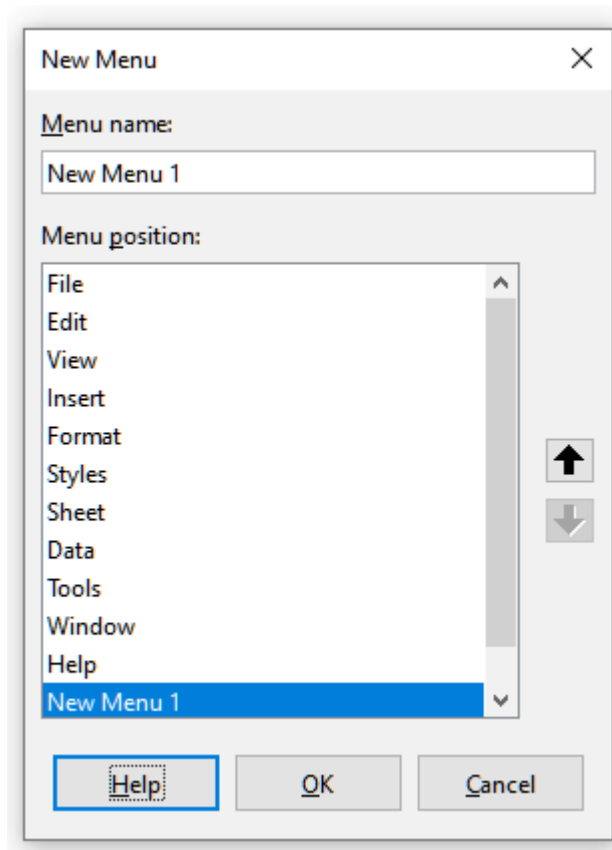 New Menu
Menu name:
New Menu 1
Menu position:
File
Edit
View
Insert
Format
Styles
Sheet
Data
Tools
Window
Help
New Menu 1
Help
OK
Cancel